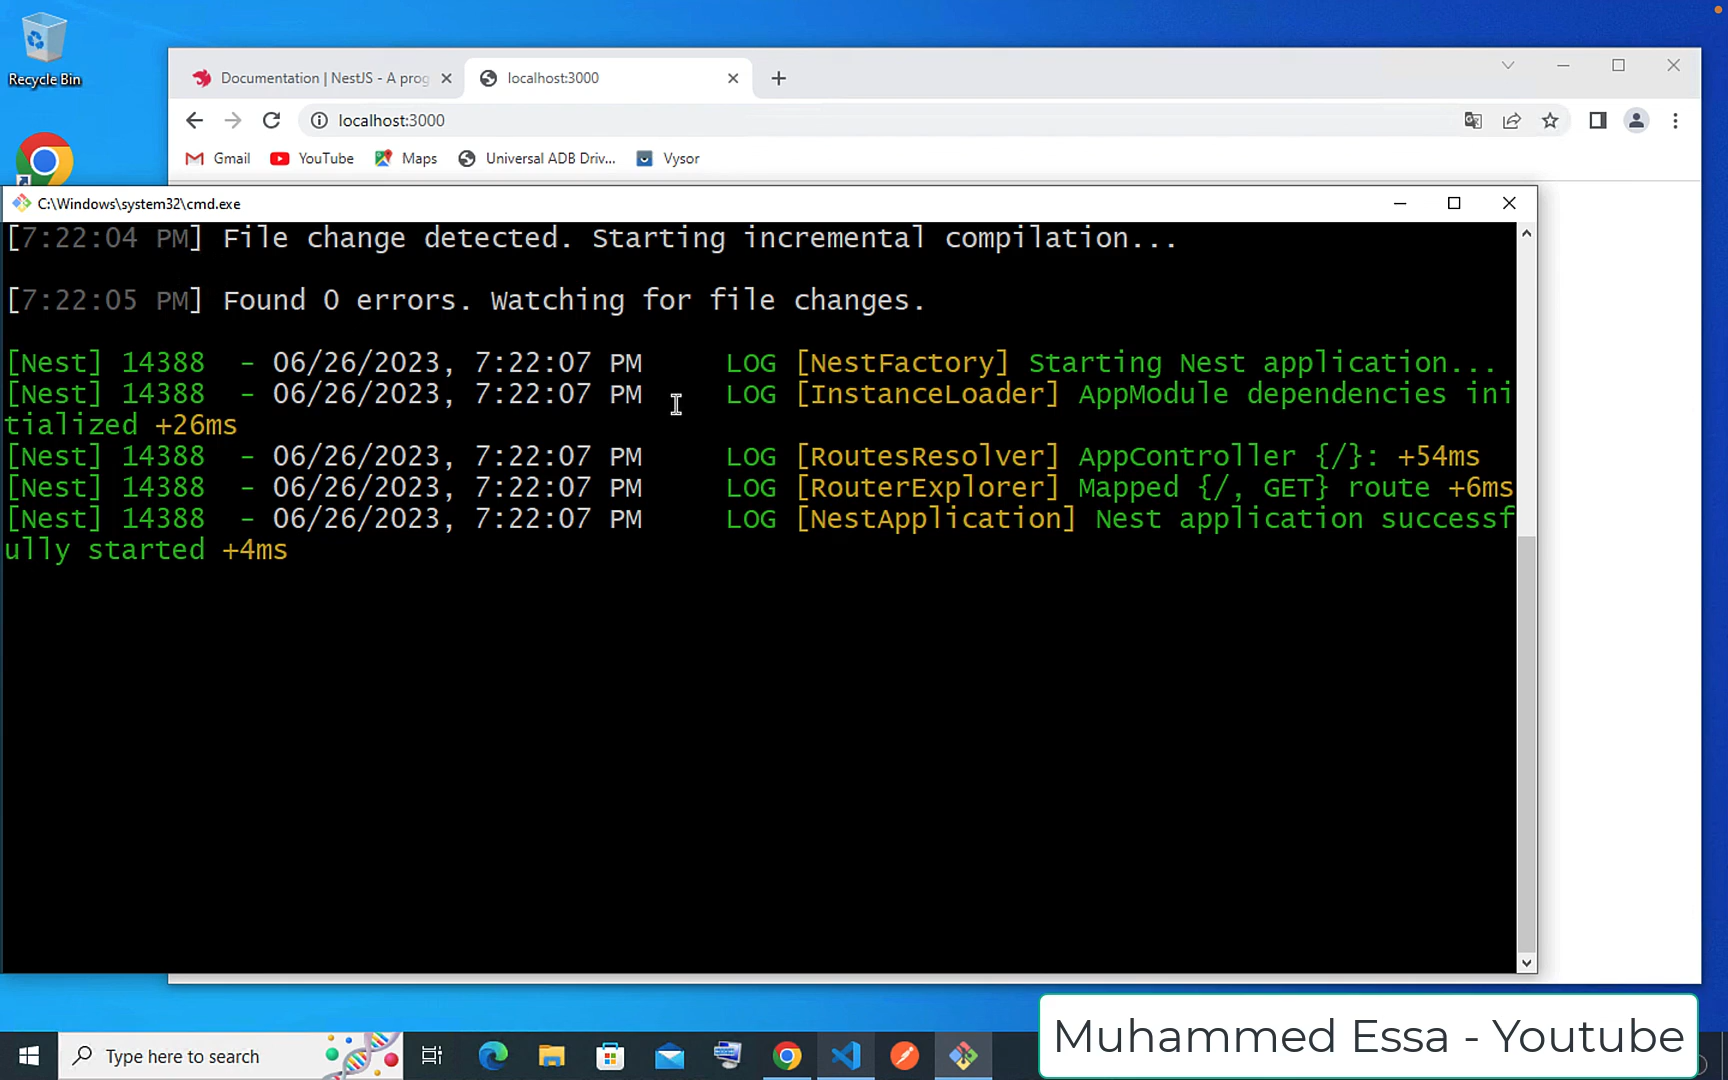 Recycle Bin
Documentation | NestJS - A prog
localhost:3000
localhost:3000
Gmail
YouTube
Maps
Universal ADB Driv...
Vysor
C:\Windows\system32\cmd.exe
[7:22:04 PM] File change detected. Starting incremental compilation...
[7:22:05 PM] Found 0 errors. Watching for file changes.
[Nest] 14388  - 06/26/2023, 7:22:07 PM     LOG [NestFactory] Starting Nest application...
[Nest] 14388  - 06/26/2023, 7:22:07 PM     LOG [InstanceLoader] AppModule dependencies ini
tialized +26ms
[Nest] 14388  - 06/26/2023, 7:22:07 PM     LOG [RoutesResolver] AppController {/}: +54ms
[Nest] 14388  - 06/26/2023, 7:22:07 PM     LOG [RouterExplorer] Mapped {/, GET} route +6ms
[Nest] 14388  - 06/26/2023, 7:22:07 PM     LOG [NestApplication] Nest application successf
ully started +4ms
Type here to search
Muhammed Essa - Youtube